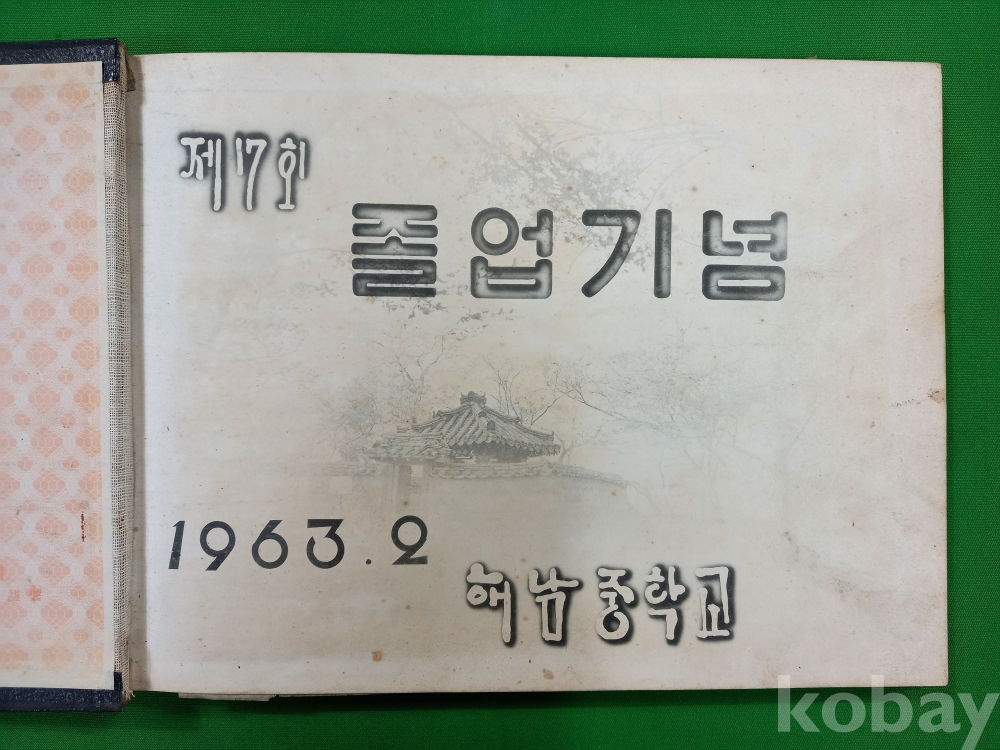 제17회
졸업기념
1963.2
해남중학교
kobay